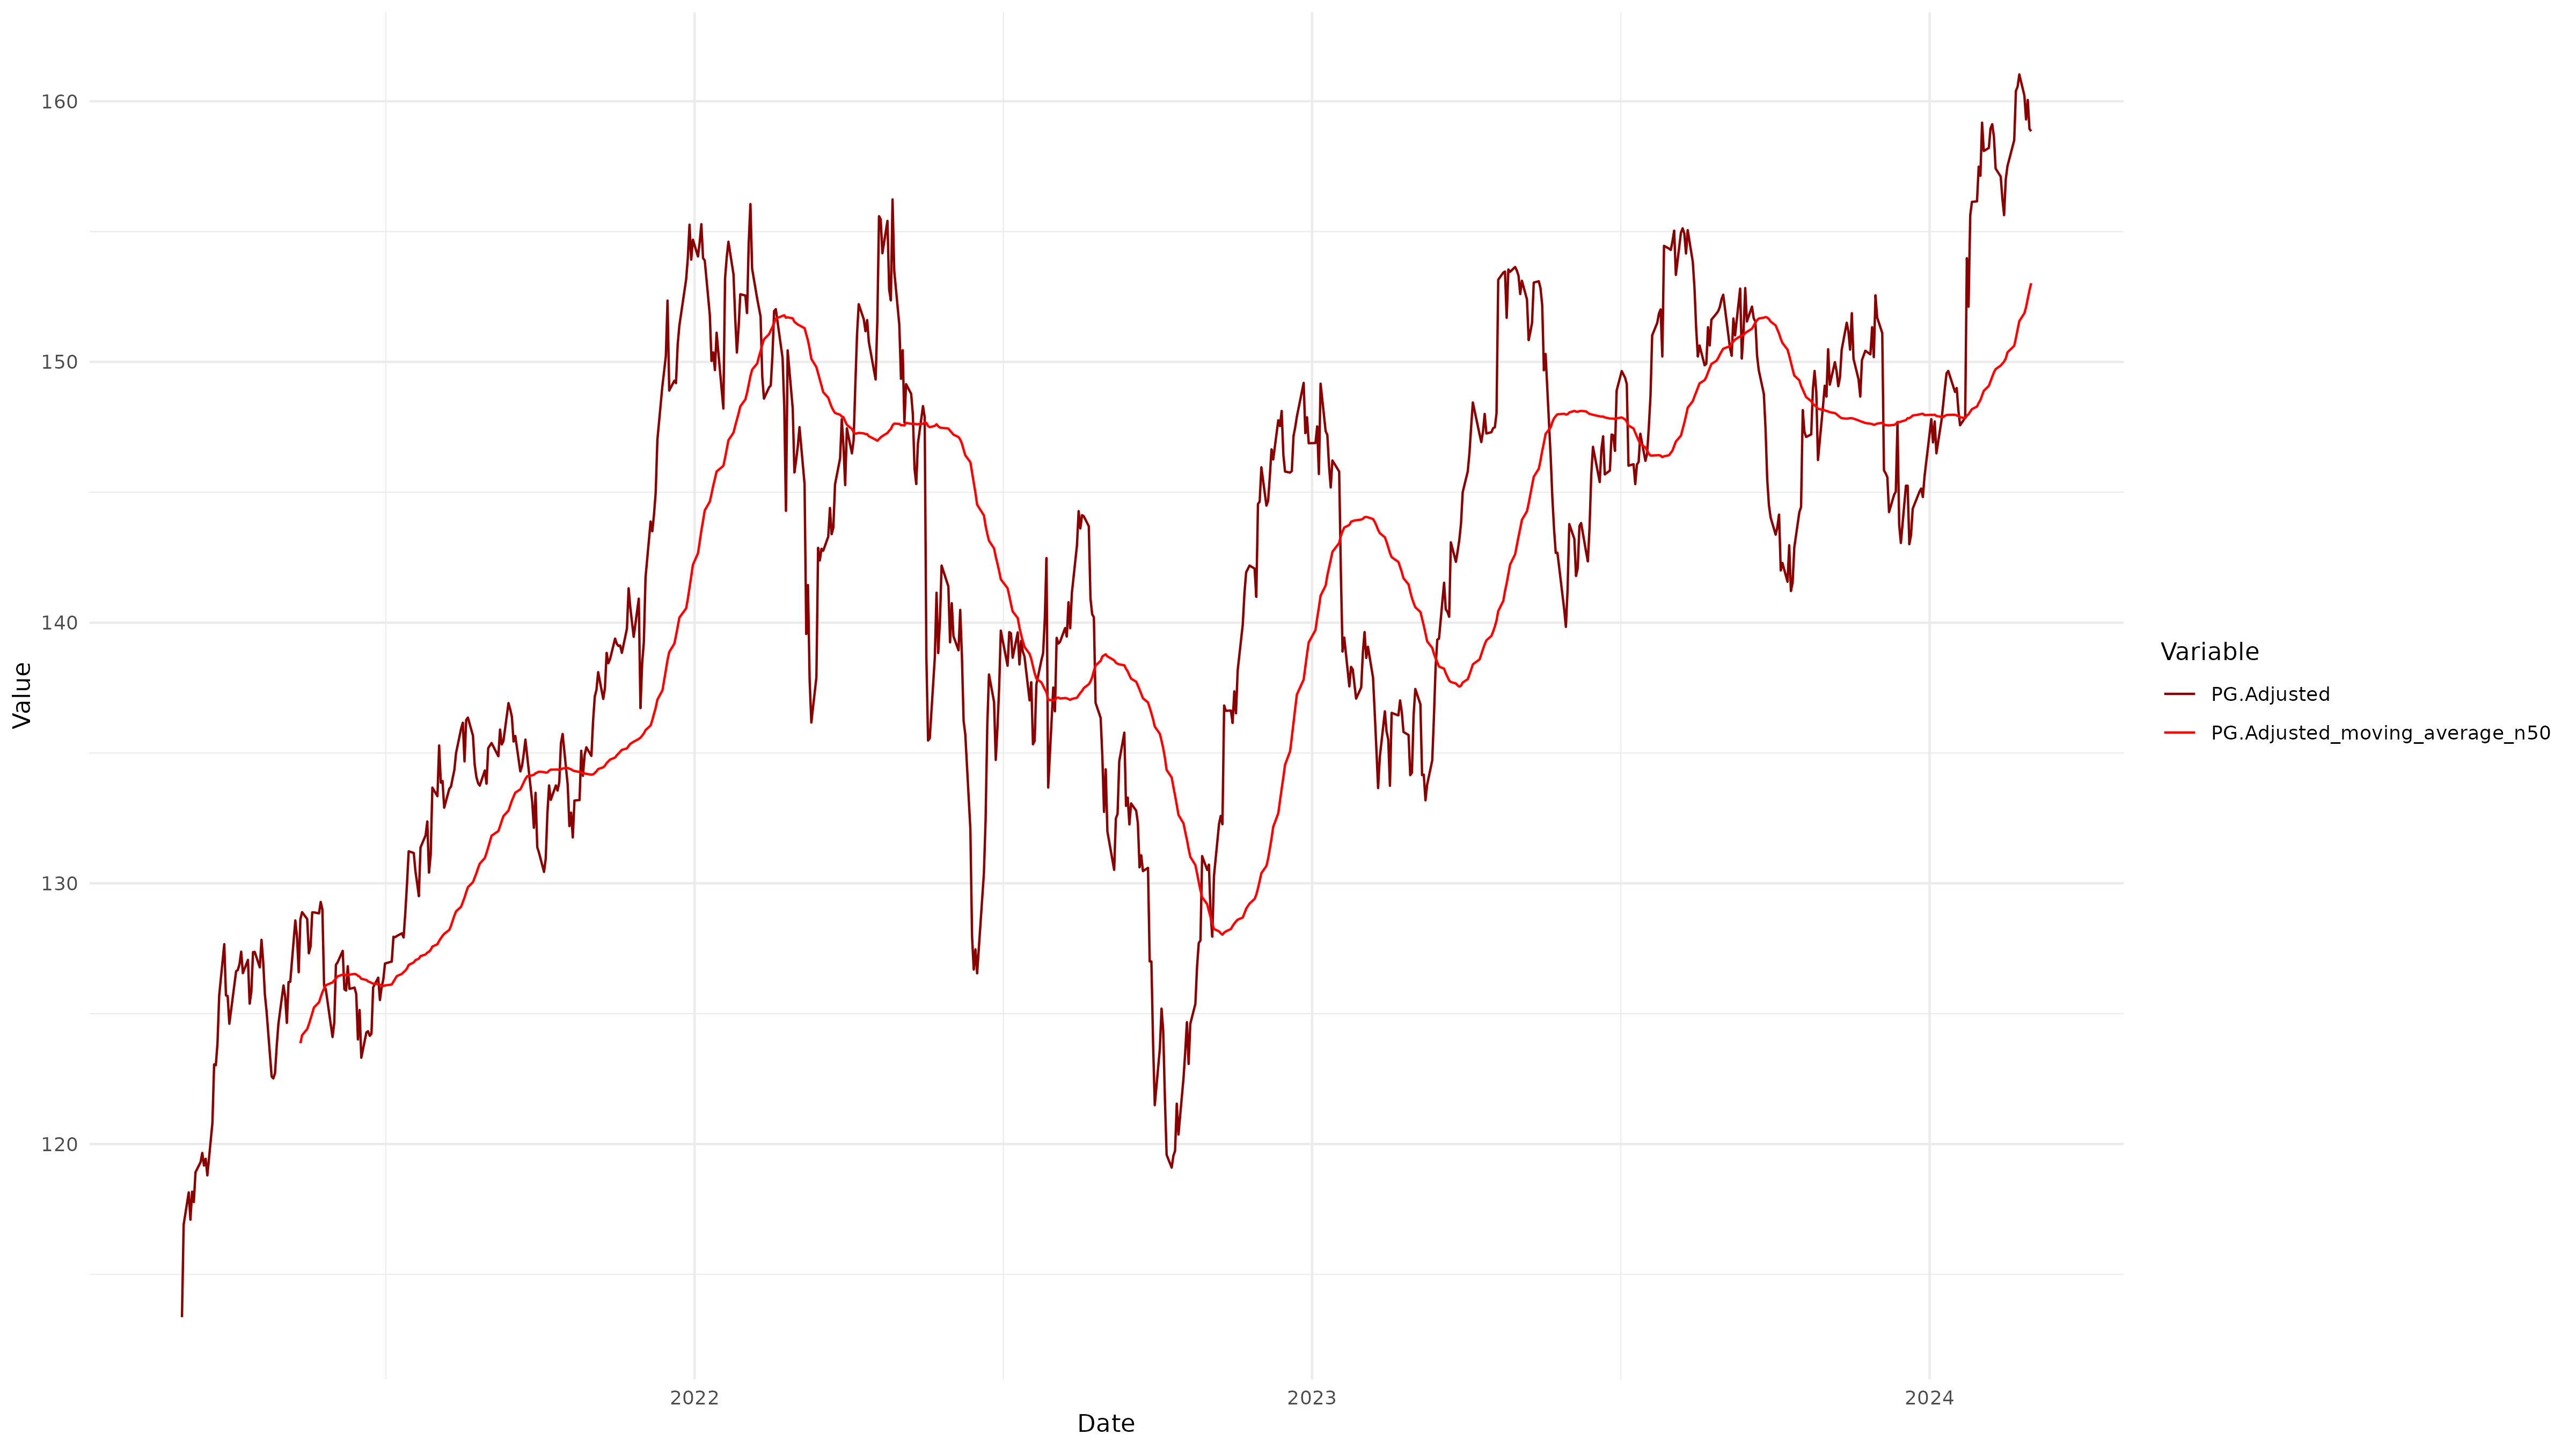 160
150
140
130
120
Value
2022
2023
2024
Date
Variable
PG.Adjusted
PG.Adjusted_moving_average_n50